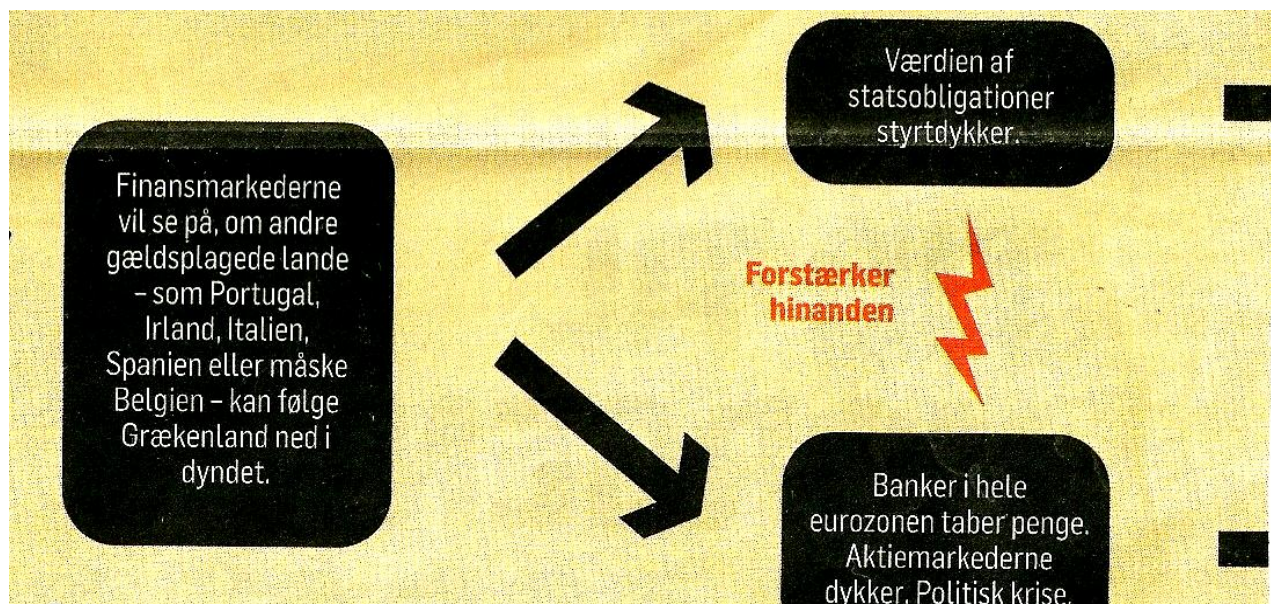 Finansmarkederne
vil se på, om andre
gældsplagede lande
– som Portugal,
Irland, Italien,
Spanien eller måske
Belgien – kan følge
Grækenland ned i
dyndet.
Værdien af
statsobligationer
styrtdykker.
Forstærker
hinanden
Banker i hele
eurozonen taber penge.
Aktiemarkederne
dykker. Politisk krise.